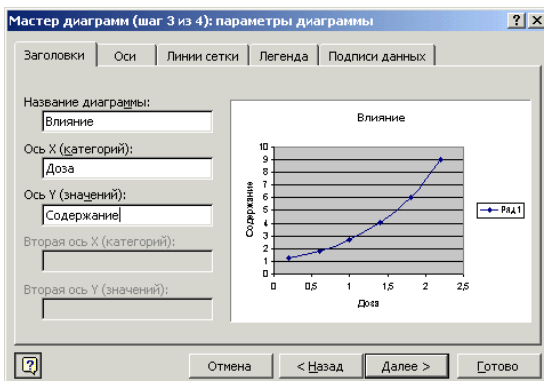 Мастер диаграмм (шаг 3 из 4): параметры диаграммы
Заголовки
Оси
Линии сетки
Легенда
Подписи данных
Название диаграммы:
Влияние
Ось X (категорий):
Доза
Ось Y (значений):
Содержание
Вторая ось X (категорий):
Вторая ось Y (значений):
Влияние
Содержание
10
9
8
7
6
5
4
3
2
1
0
0 0,5 1 1,5 2 2,5
Доза
Ряд1
Отмена
< Назад
Далее >
Готово